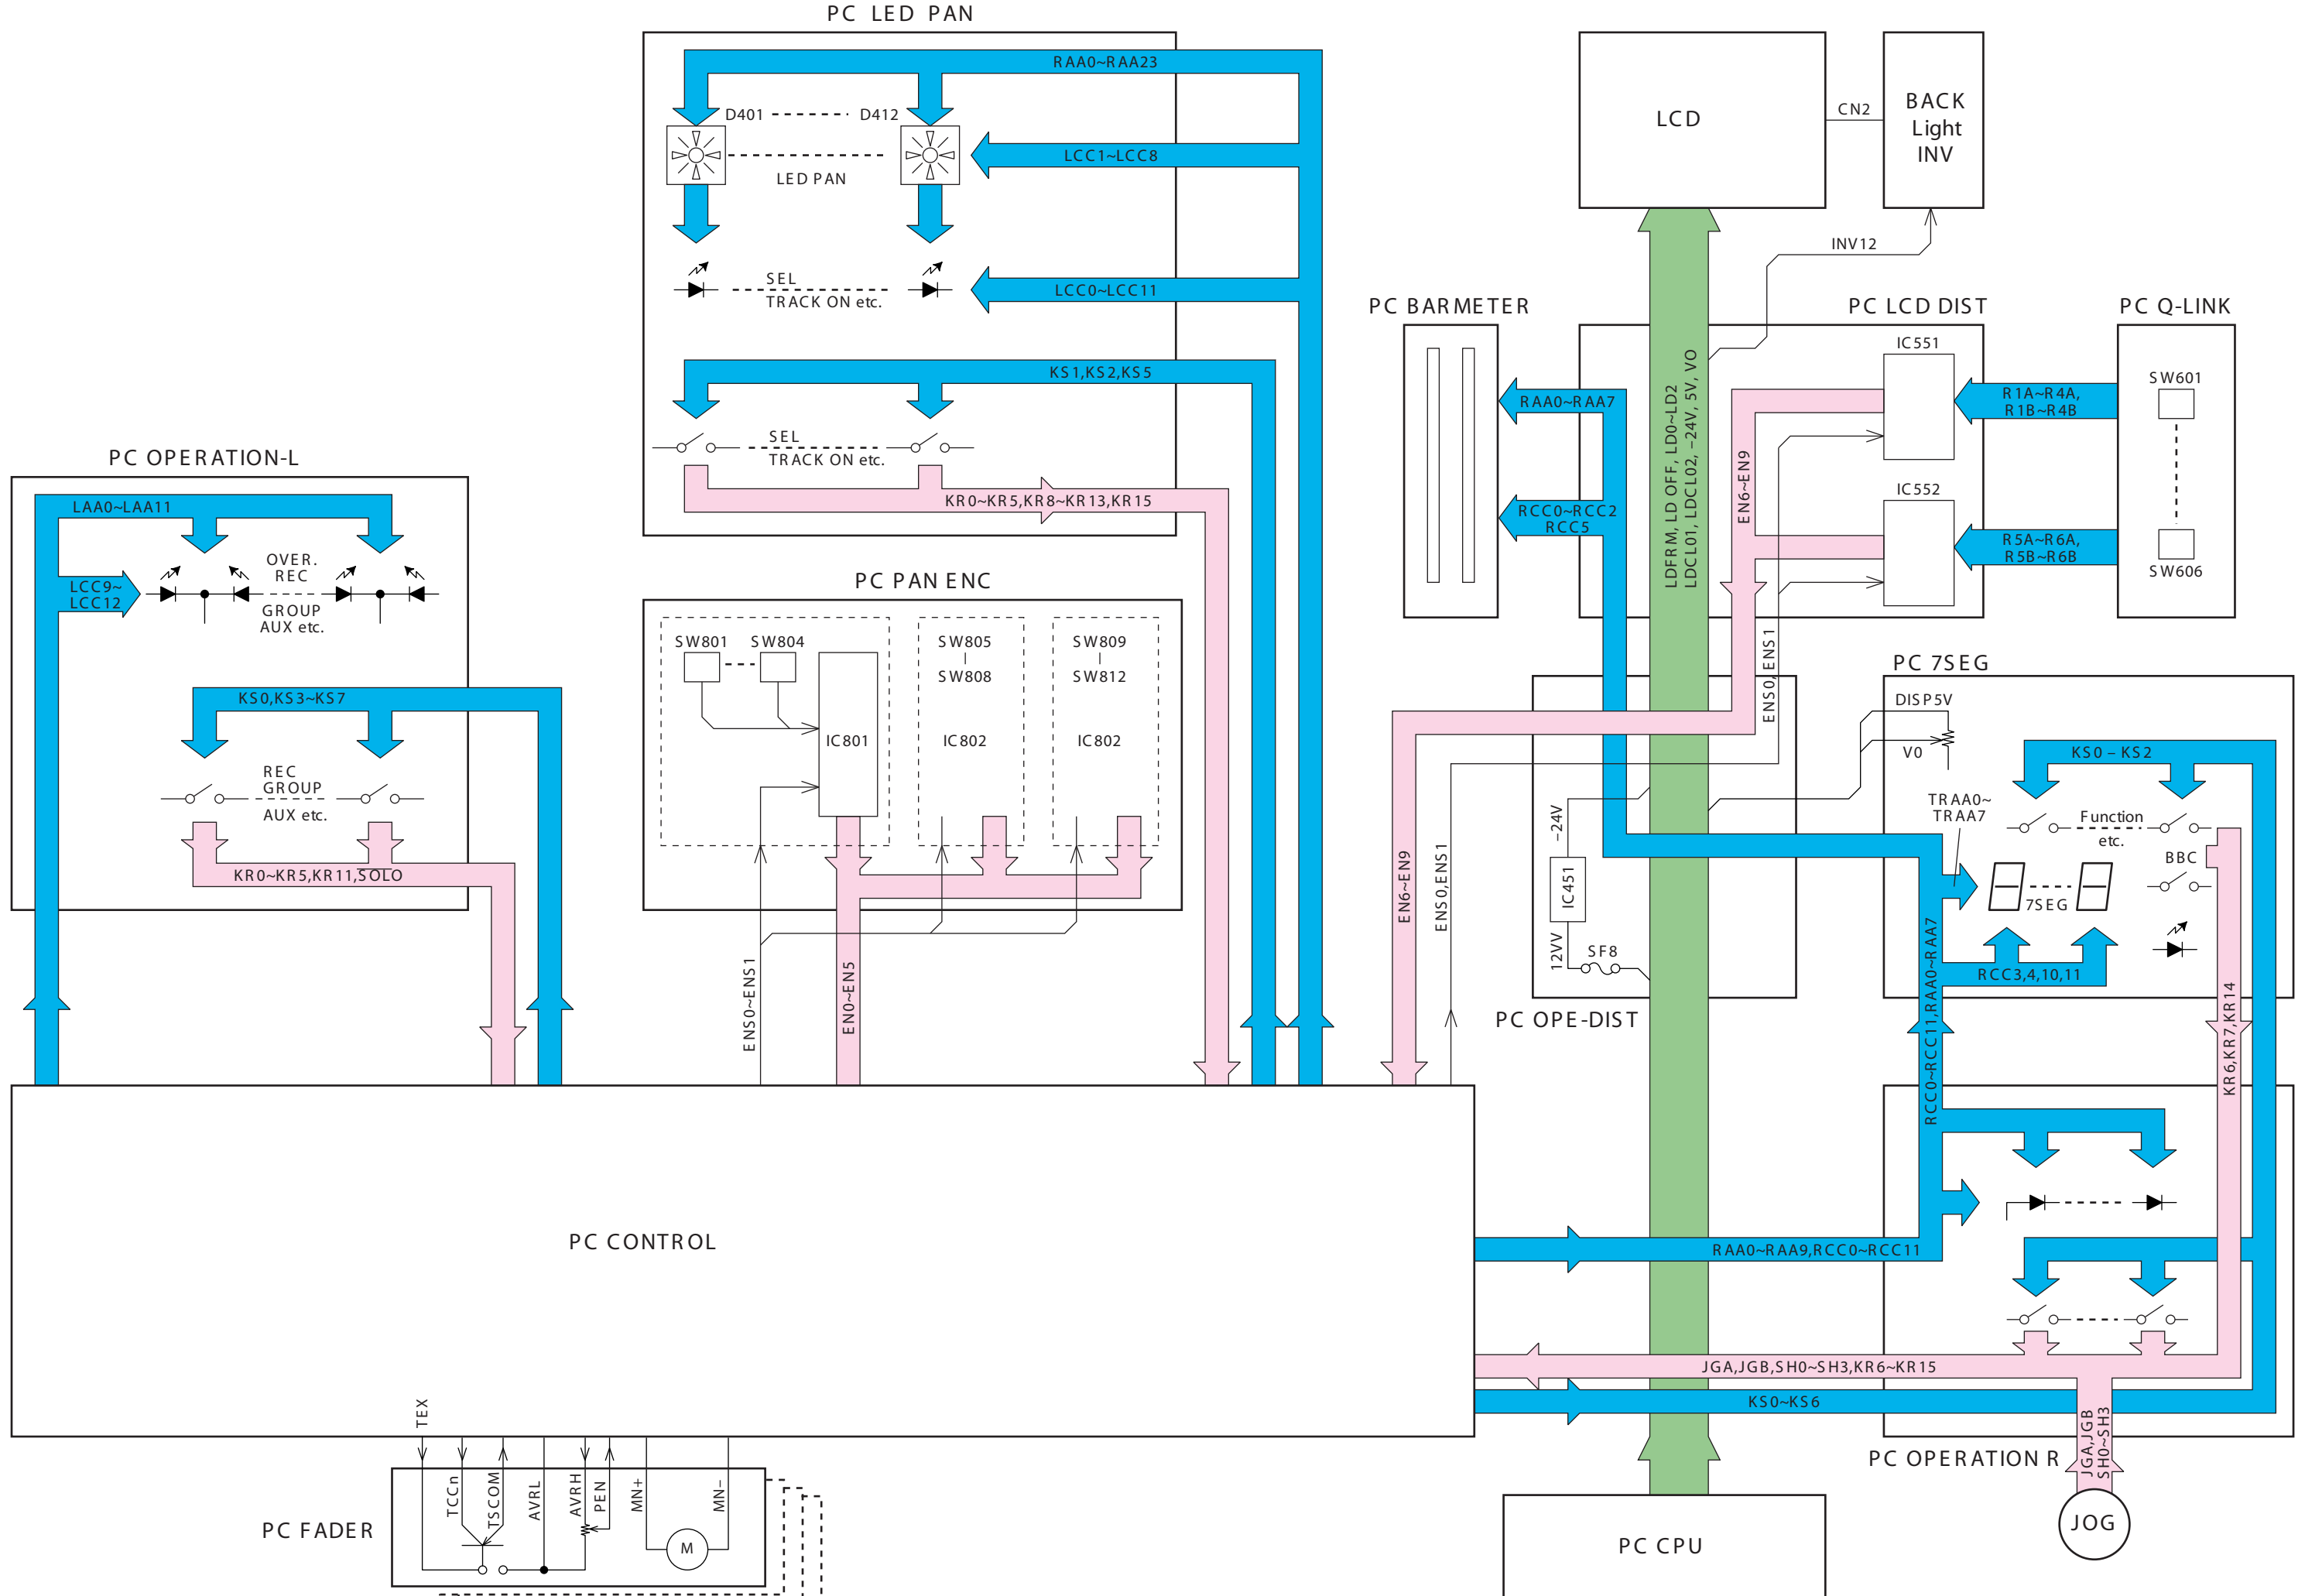 PC LED PAN
RAA0~RAA23
D401
D412
LCC1~LCC8
LED PAN
SEL
TRACK ON etc.
LCC0~LCC11
KS1,KS2,KS5
SEL
TRACK ON etc.
KR0~KR5,KR8~KR13,KR15
LCD
CN2
BACK
Light
INV
INV12
PC BARMETER
RAA0~RAA7
RCC0~RCC2
RCC5
PC LCD DIST
LDFRM, LD OFF, LD0~LD2
LDCL01, LDCL02, –24V, 5V, VO
EN6~EN9
ENS0,ENS1
IC551
IC552
PC Q-LINK
R1A~R4A,
R1B~R4B
R5A~R6A,
R5B~R6B
SW601
SW606
PC OPERATION-L
LAA0~LAA11
LCC9~
LCC12
OVER.
REC
GROUP
AUX etc.
KS0,KS3~KS7
REC
GROUP
AUX etc.
KR0~KR5,KR11,SOLO
PC PAN ENC
SW801
SW804
IC801
SW805
SW808
IC802
SW809
SW812
IC802
ENS0~ENS1
EN0~EN5
EN6~EN9
ENS0,ENS1
–24V
IC451
12VV
SF8
PC OPE-DIST
PC 7SEG
DISP5V
V0
KS0 – KS2
TRAA0~
TRAA7
Function
etc.
BBC
7SEG
RCC3,4,10,11
RCC0~RCC11,RAA0~RAA7
KR6,KR7,KR14
PC CONTROL
RAA0~RAA9,RCC0~RCC11
JGA,JGB,SH0~SH3,KR6~KR15
KS0~KS6
PC OPERATION R
JGA,JGB
SH0~SH3
JOG
TEX
PC FADER
TCCn
TSCOM
AVRL
AVRH
PEN
MN+
MN–
M
PC CPU